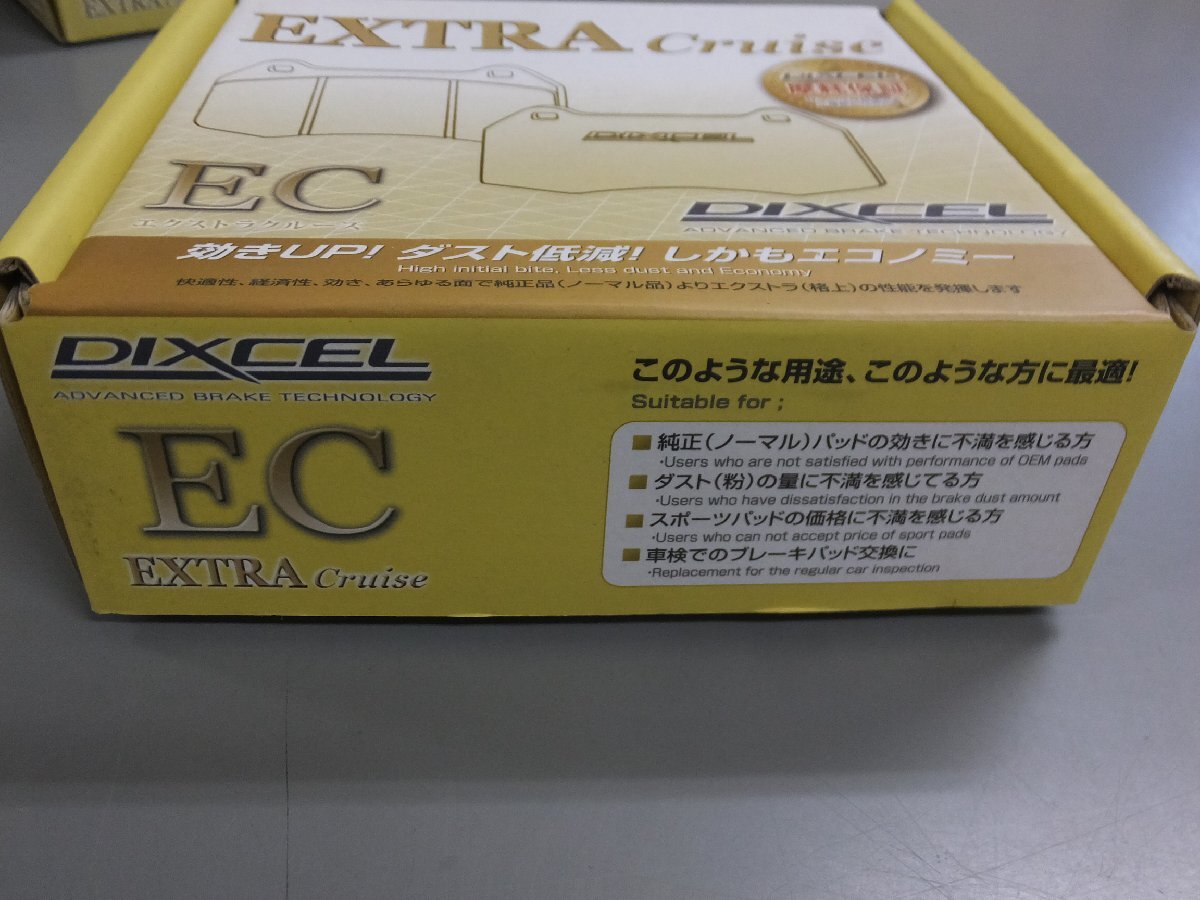 EXTRA
EXTRA Cruise
DIXCEL
摩耗保証
DIXCEL
EC
エクストラクルーズ
DIXCEL
ADVANCED BRAKE TECHNOLOGY
効きUP! ダスト低減! しかもエコノミー
High initial bite, Less dust and Economy
快適性、経済性、効き、あらゆる面で純正品(ノーマル品)よりエクストラ(格上)の性能を発揮します
DIXCEL
ADVANCED BRAKE TECHNOLOGY
EC
EXTRA Cruise
このような用途、このような方に最適!
Suitable for ;
■ 純正(ノーマル)パッドの効きに不満を感じる方
・Users who are not satisfied with performance of OEM pads
■ ダスト(粉)の量に不満を感じてる方
・Users who have dissatisfaction in the brake dust amount
■ スポーツパッドの価格に不満を感じる方
・Users who can not accept price of sport pads
■ 車検でのブレーキパッド交換に
・Replacement for the regular car inspection